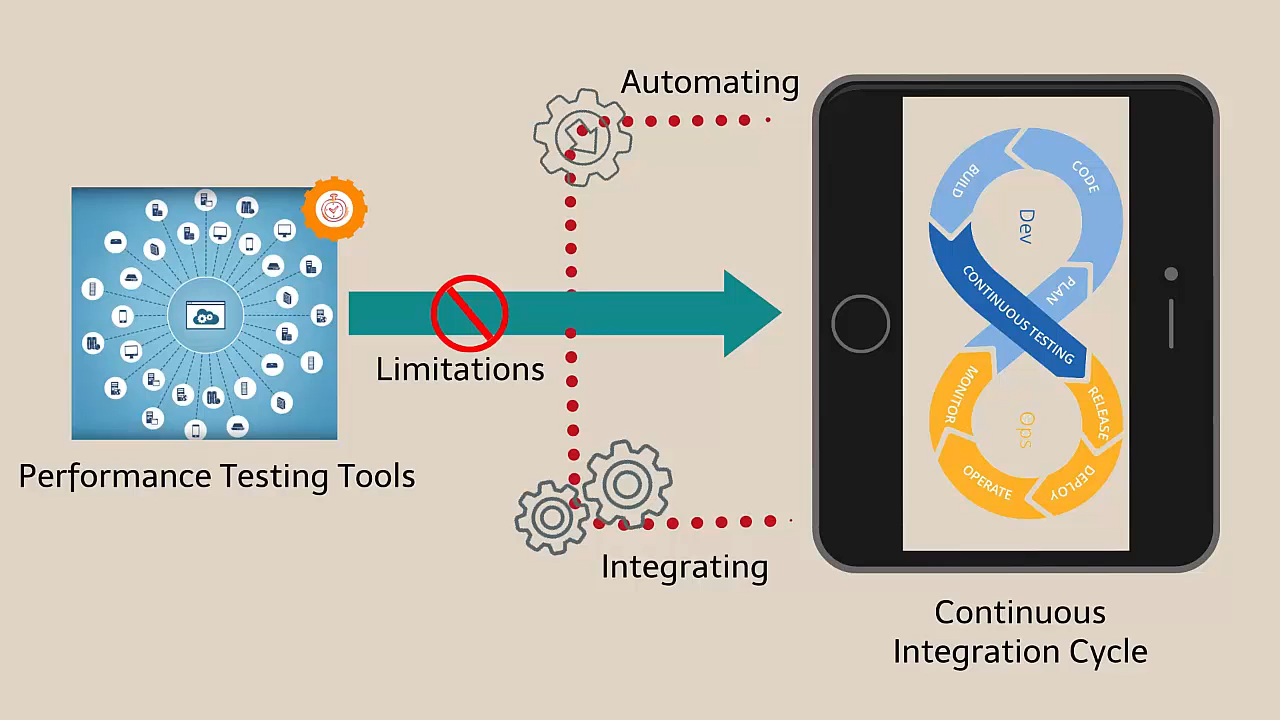 Automating
BUILD
CODE
Dev
PLAN
CONTINUOUS TESTING
Limitations
MONITOR
RELEASE
Ops
OPERATE
DEPLOY
Performance Testing Tools
Integrating
Continuous
Integration Cycle